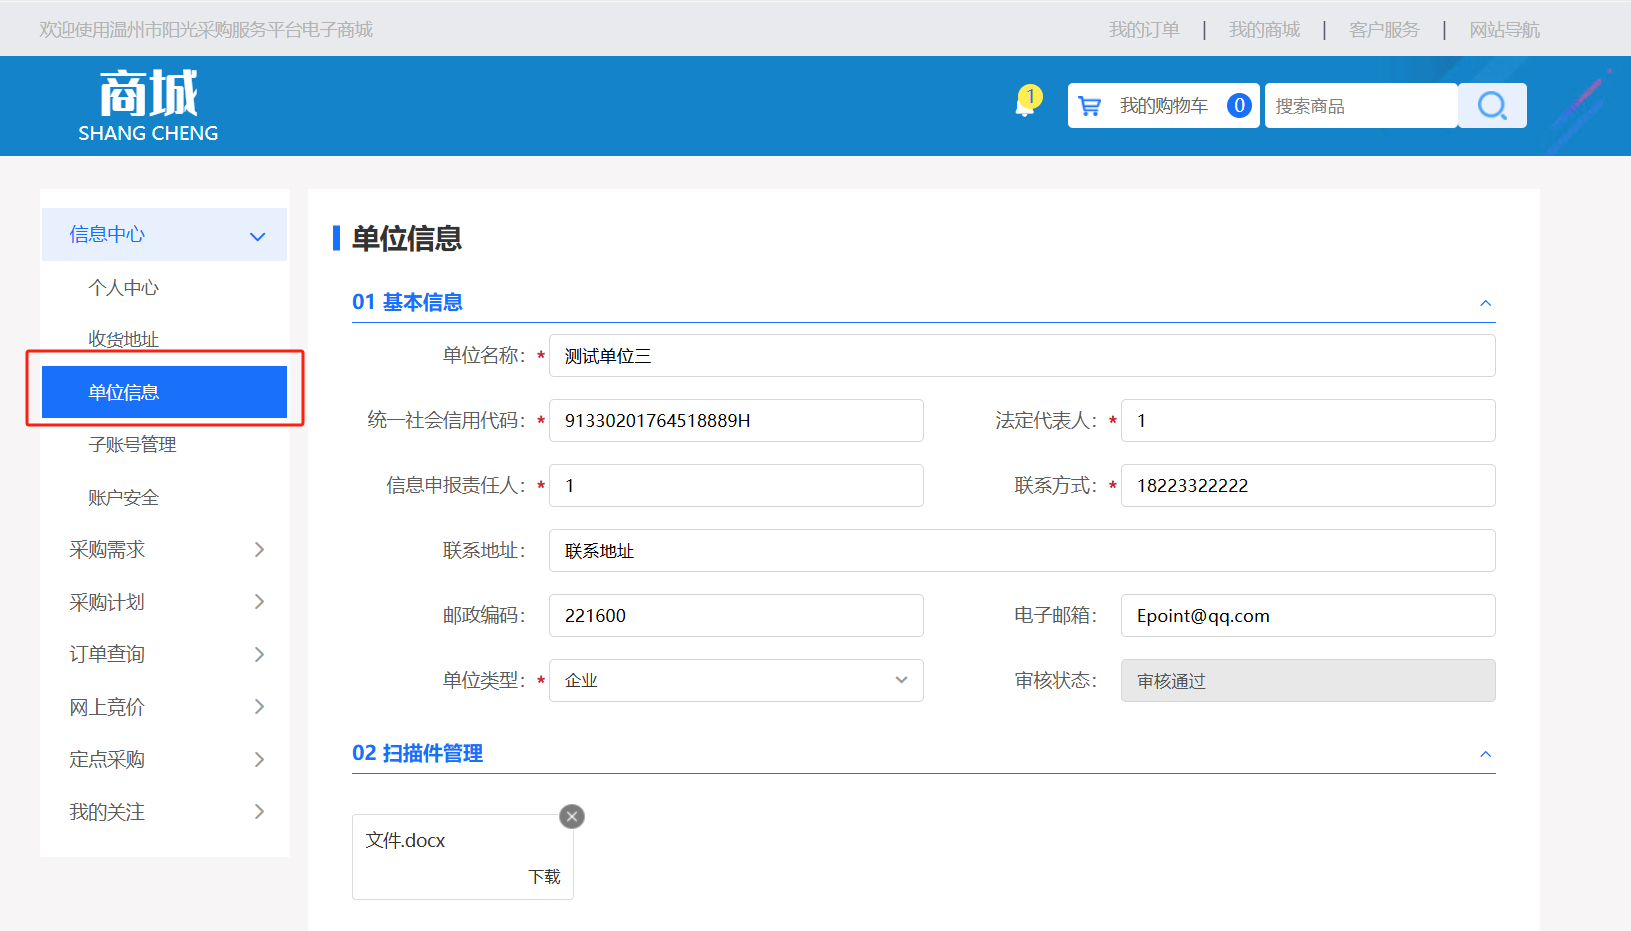 欢迎使用温州市阳光采购服务平台电子商城
我的订单 | 我的商城 | 客户服务 | 网站导航
商城
SHANG CHENG
1
我的购物车 0
搜索商品
信息中心
个人中心
收货地址
单位信息
子账号管理
账户安全
采购需求
采购计划
订单查询
网上竞价
定点采购
我的关注
单位信息
01 基本信息
单位名称： * 测试单位三
统一社会信用代码： * 91330201764518889H 法定代表人： * 1
信息申报责任人： * 1 联系方式： * 18223322222
联系地址： 联系地址
邮政编码： 221600 电子邮箱： Epoint@qq.com
单位类型： * 企业 审核状态： 审核通过
02 扫描件管理
文件.docx
下载